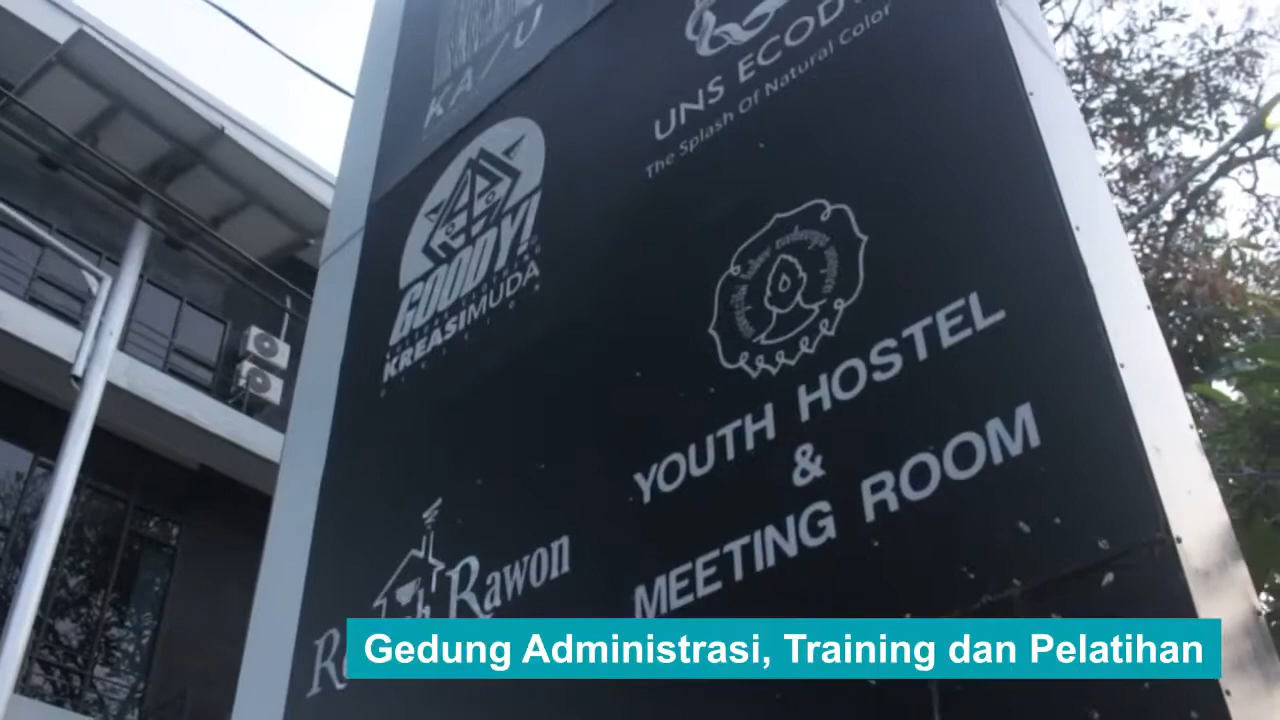 KA/U
UNS ECODY
The Splash Of Natural Color
GOODY!
KREASIMUDA
YOUTH HOSTEL
&
MEETING ROOM
Rawon
Gedung Administrasi, Training dan Pelatihan